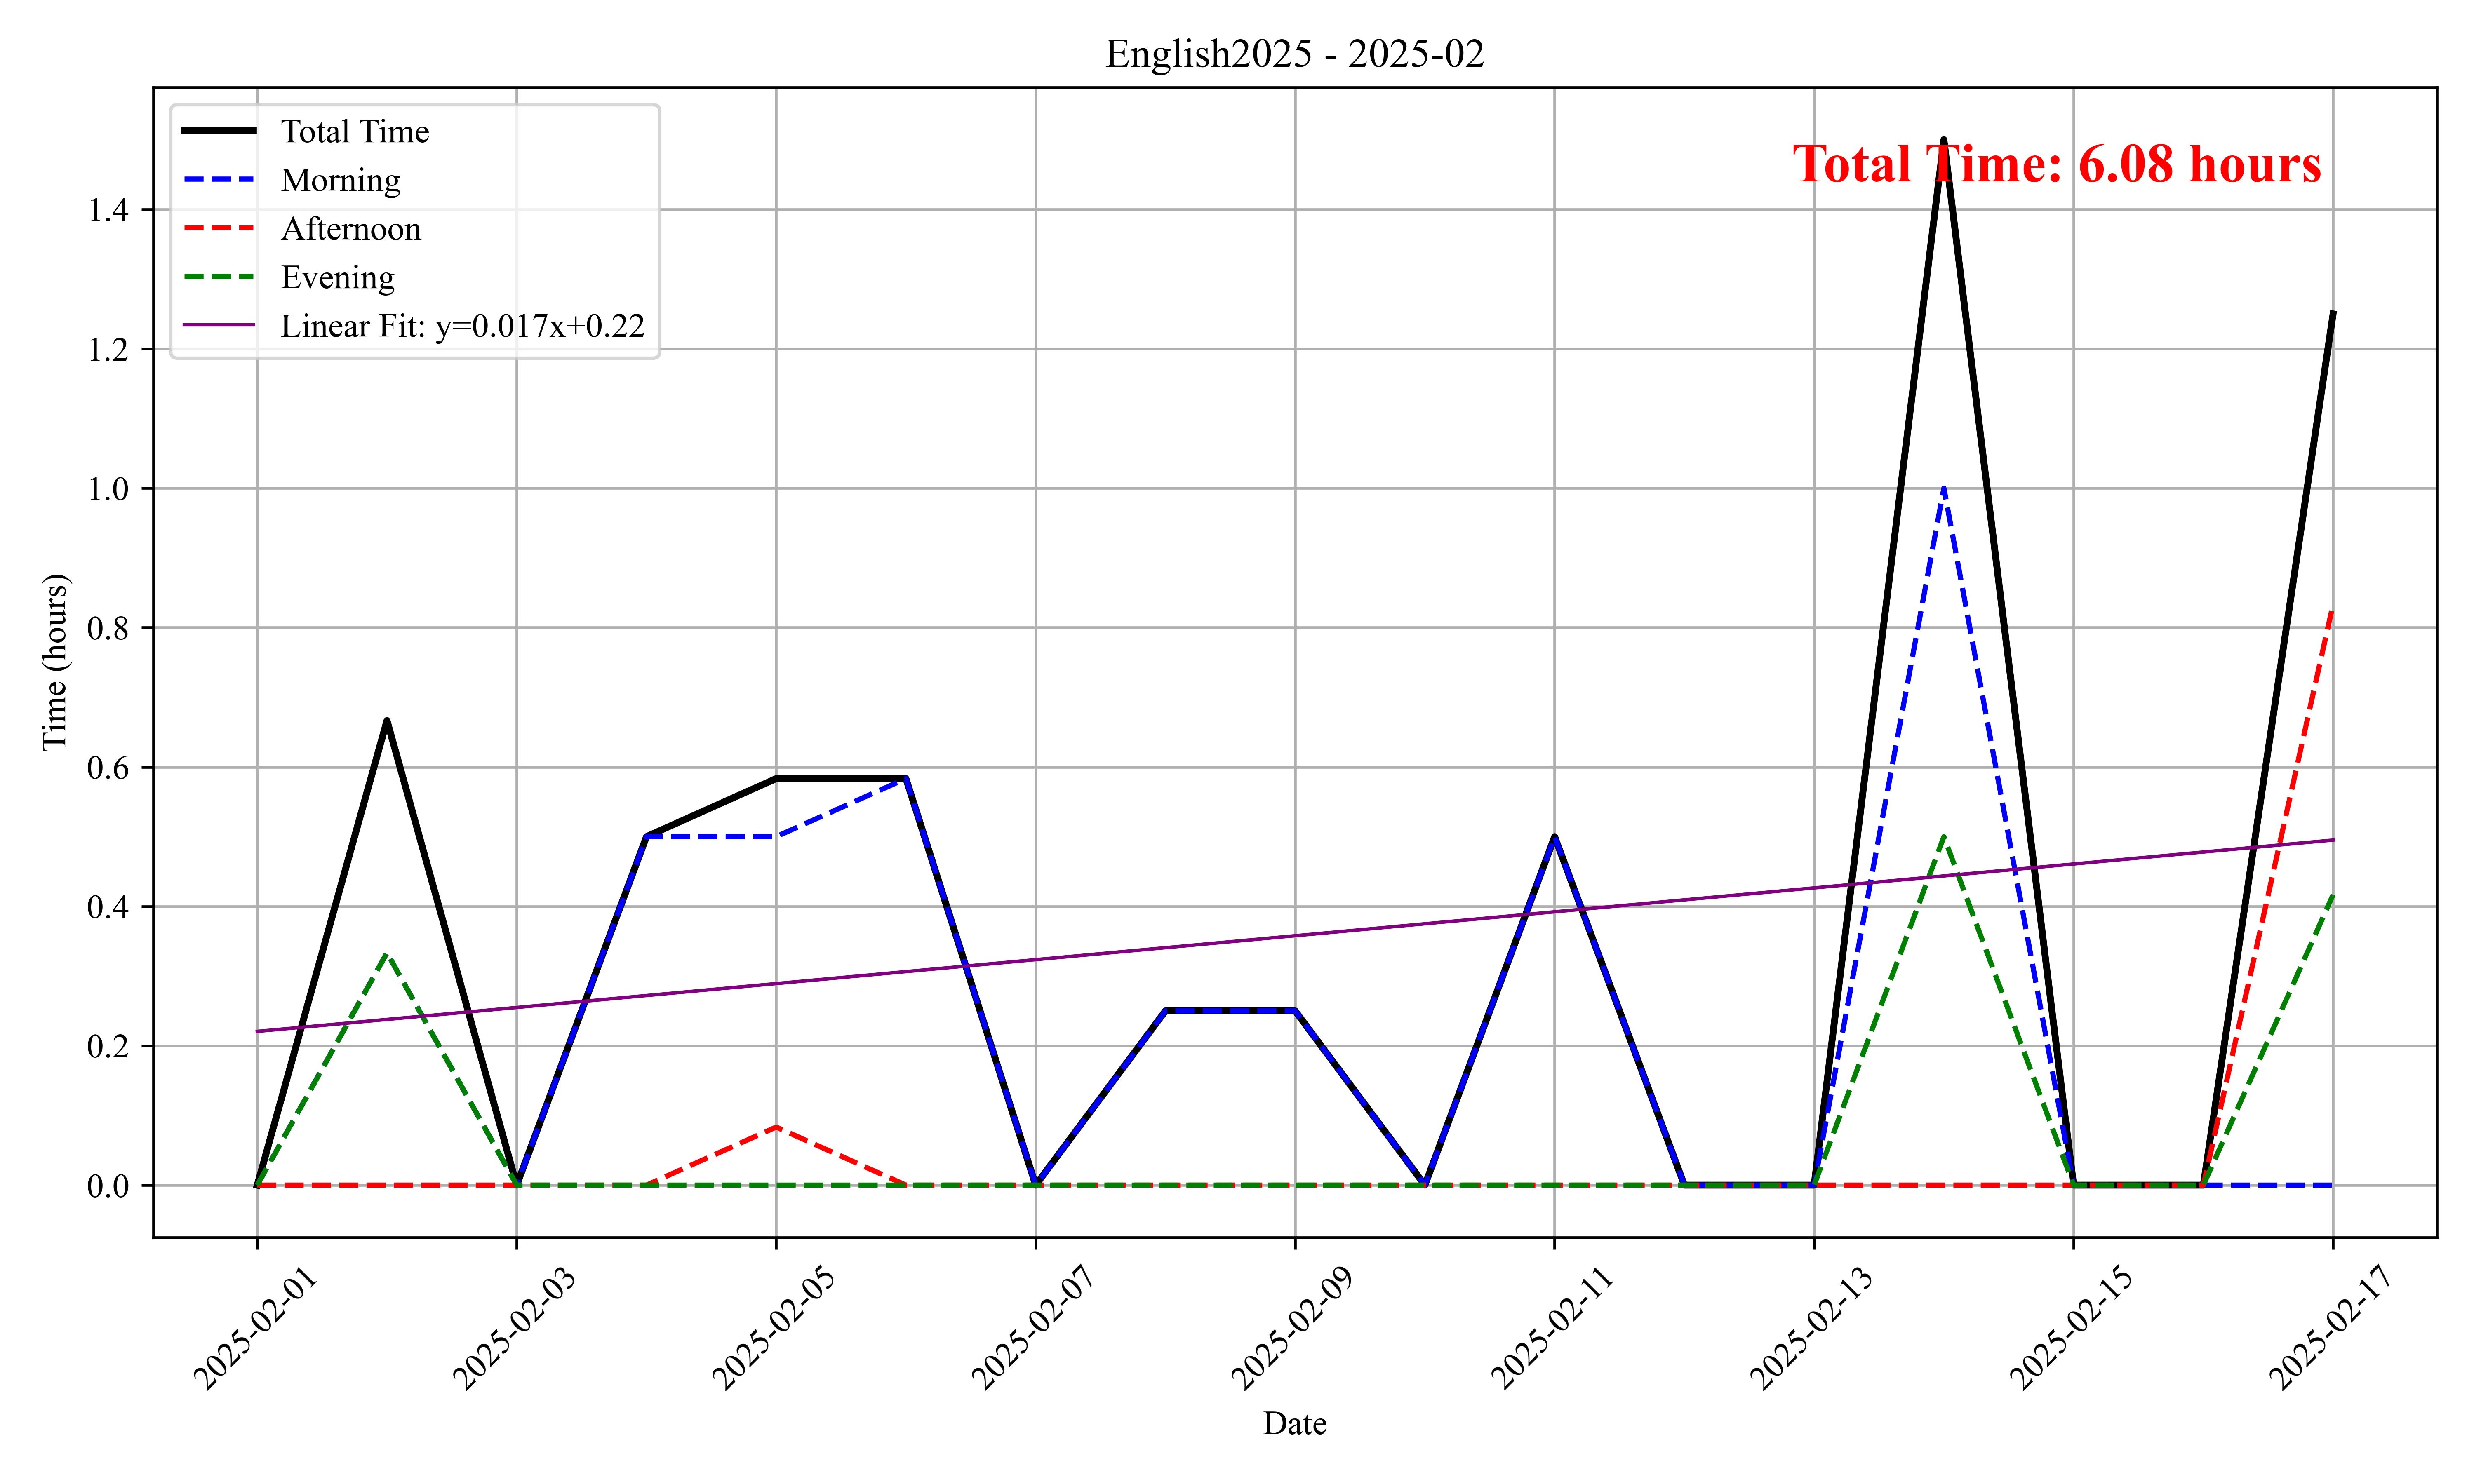 English2025 - 2025-02
Total Time
Morning
Afternoon
Evening
Linear Fit: y=0.017x+0.22
Total Time: 6.08 hours
Time (hours)
1.4
1.2
1.0
0.8
0.6
0.4
0.2
0.0
2025-02-01
2025-02-03
2025-02-05
2025-02-07
2025-02-09
2025-02-11
2025-02-13
2025-02-15
2025-02-17
Date